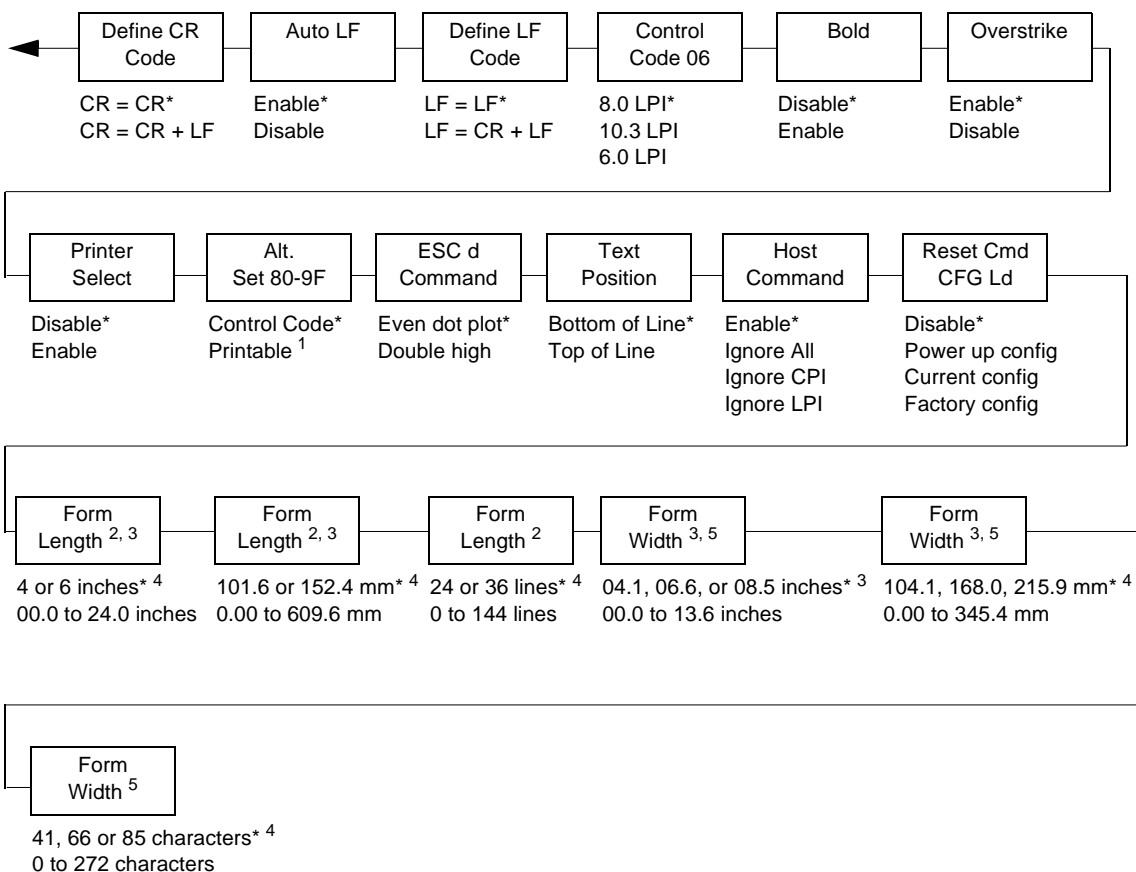 Define CR
Code
Auto LF
Define LF
Code
Control
Code 06
Bold
Overstrike
CR = CR*
CR = CR + LF
Enable*
Disable
LF = LF*
LF = CR + LF
8.0 LPI*
10.3 LPI
6.0 LPI
Disable*
Enable
Enable*
Disable
Printer
Select
Alt.
Set 80-9F
ESC d
Command
Text
Position
Host
Command
Reset Cmd
CFG Ld
Disable*
Enable
Control Code*
Printable 1
Even dot plot*
Double high
Bottom of Line*
Top of Line
Enable*
Ignore All
Ignore CPI
Ignore LPI
Disable*
Power up config
Current config
Factory config
Form
Length 2, 3
Form
Length 2, 3
Form
Length 2
Form
Width 3, 5
Form
Width 3, 5
4 or 6 inches* 4
00.0 to 24.0 inches
101.6 or 152.4 mm* 4
0.00 to 609.6 mm
24 or 36 lines* 4
0 to 144 lines
04.1, 06.6, or 08.5 inches* 3
00.0 to 13.6 inches
104.1, 168.0, 215.9 mm* 4
0.00 to 345.4 mm
Form
Width 5
41, 66 or 85 characters* 4
0 to 272 characters